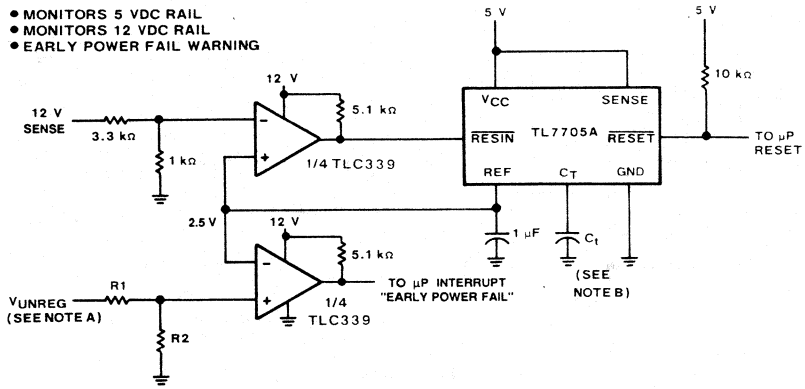 ● MONITORS 5 VDC RAIL
● MONITORS 12 VDC RAIL
● EARLY POWER FAIL WARNING
5 V
5 V
12 V
5.1 kΩ
10 kΩ
12 V
SENSE
3.3 kΩ
1 kΩ
−
+
1/4 TLC339
VCC
SENSE
RESIN
TL7705A
RESET
REF
CT
GND
TO µP
RESET
2.5 V
12 V
5.1 kΩ
1 µF
Ct
(SEE
NOTE B)
VUNREG
(SEE NOTE A)
R1
R2
−
+
1/4
TLC339
TO µP INTERRUPT
"EARLY POWER FAIL"